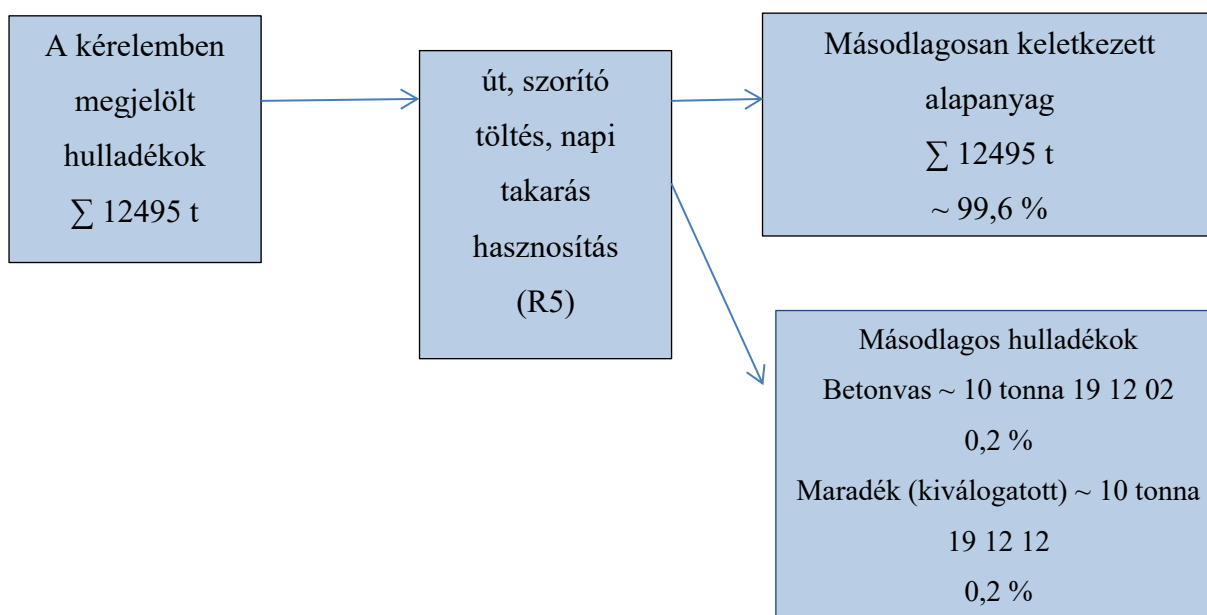 A kérelemben
megjelölt
hulladékok
∑ 12495 t
út, szorító
töltés, napi
takarás
hasznosítás
(R5)
Másodlagosan keletkezett
alapanyag
∑ 12495 t
~ 99,6 %
Másodlagos hulladékok
Betonvas ~ 10 tonna 19 12 02
0,2 %
Maradék (kiválogatott) ~ 10 tonna
19 12 12
0,2 %